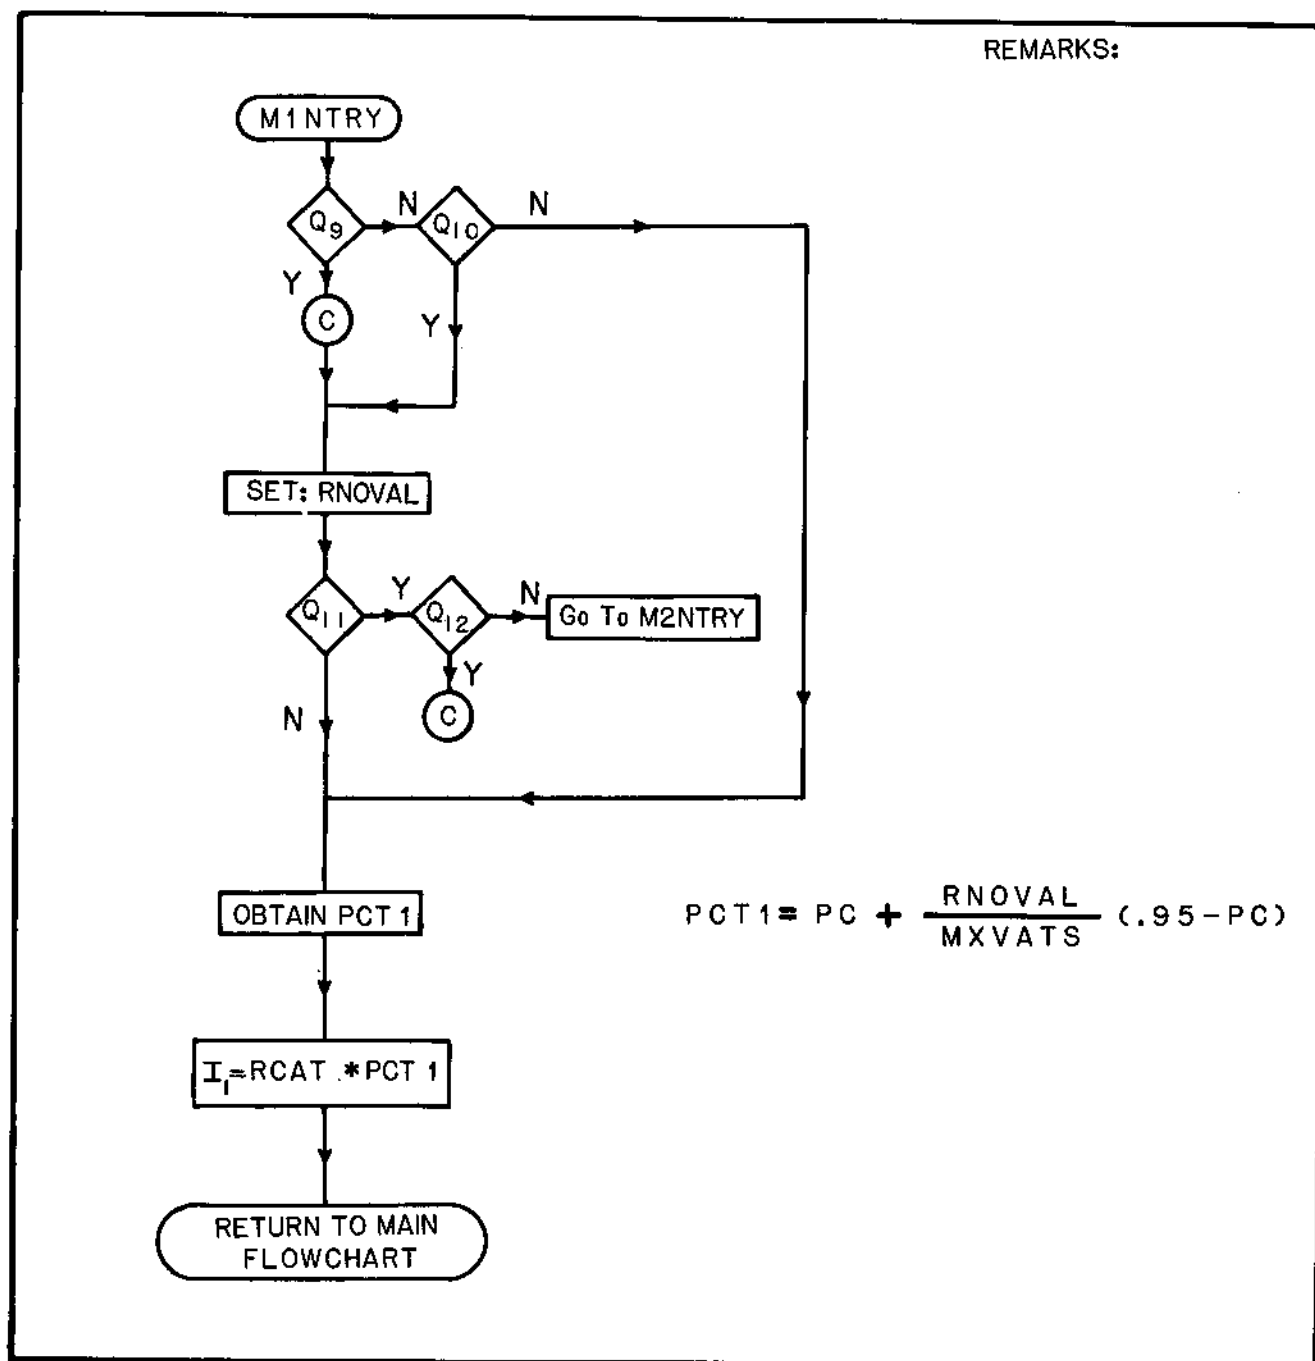 REMARKS:
M1NTRY
Q9 N Q10 N
Y
C
Y
SET: RNOVAL
Q11 Y Q12 N Go To M2NTRY
Y
N
C
OBTAIN PCT 1
PCT1 = PC + RNOVAL / MXVATS (.95-PC)
I1=RCAT .*PCT 1
RETURN TO MAIN
FLOWCHART